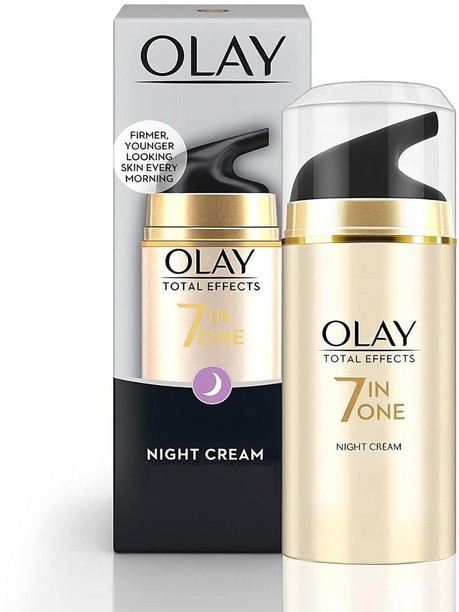 OLAY
FIRMER,
YOUNGER
LOOKING
SKIN EVERY
MORNING
OLAY
TOTAL EFFECTS
7 IN
ONE
NIGHT CREAM
OLAY
TOTAL EFFECTS
7 IN
ONE
NIGHT CREAM